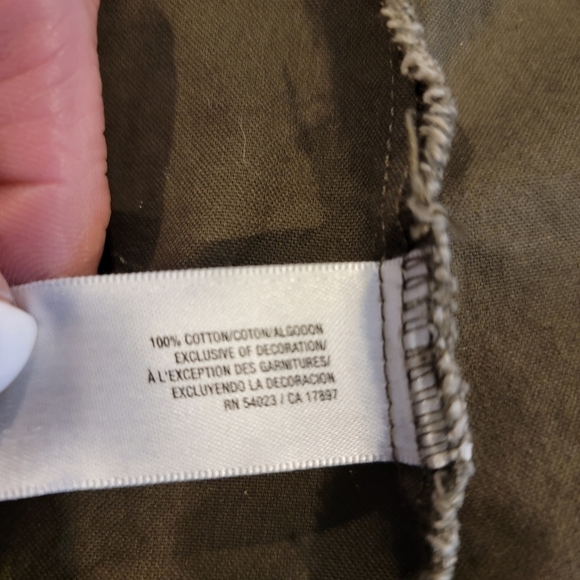 100% COTTON/COTON/ALGODON
EXCLUSIVE OF DECORATION/
À L'EXCEPTION DES GARNITURES/
EXCLUYENDO LA DECORACION
RN 54023 / CA 17897